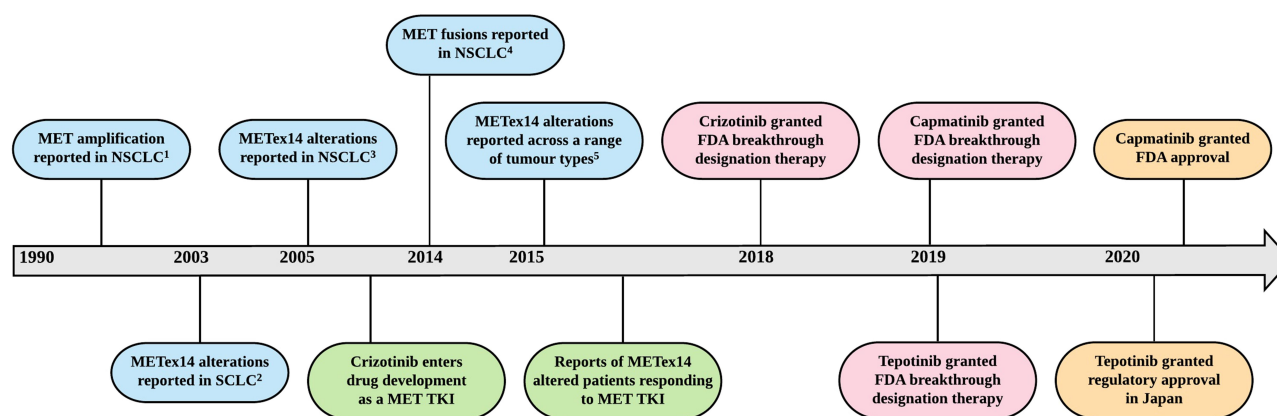 MET fusions reported
in NSCLC⁴
MET amplification
reported in NSCLC¹
METex14 alterations
reported in NSCLC³
METex14 alterations
reported across a range
of tumour types⁵
Crizotinib granted
FDA breakthrough
designation therapy
Capmatinib granted
FDA breakthrough
designation therapy
Capmatinib granted
FDA approval
1990 2003 2005 2014 2015 2018 2019 2020
METex14 alterations
reported in SCLC²
Crizotinib enters
drug development
as a MET TKI
Reports of METex14
altered patients responding
to MET TKI
Tepotinib granted
FDA breakthrough
designation therapy
Tepotinib granted
regulatory approval
in Japan